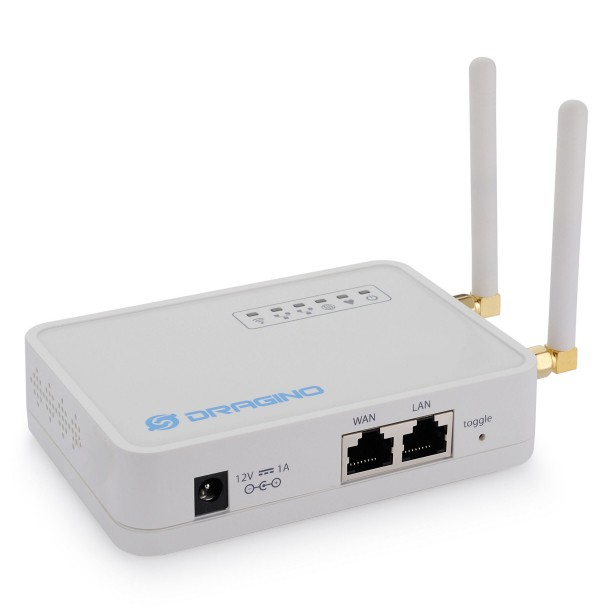 DRAGINO
12V ⎓ 1A
WAN
LAN
toggle